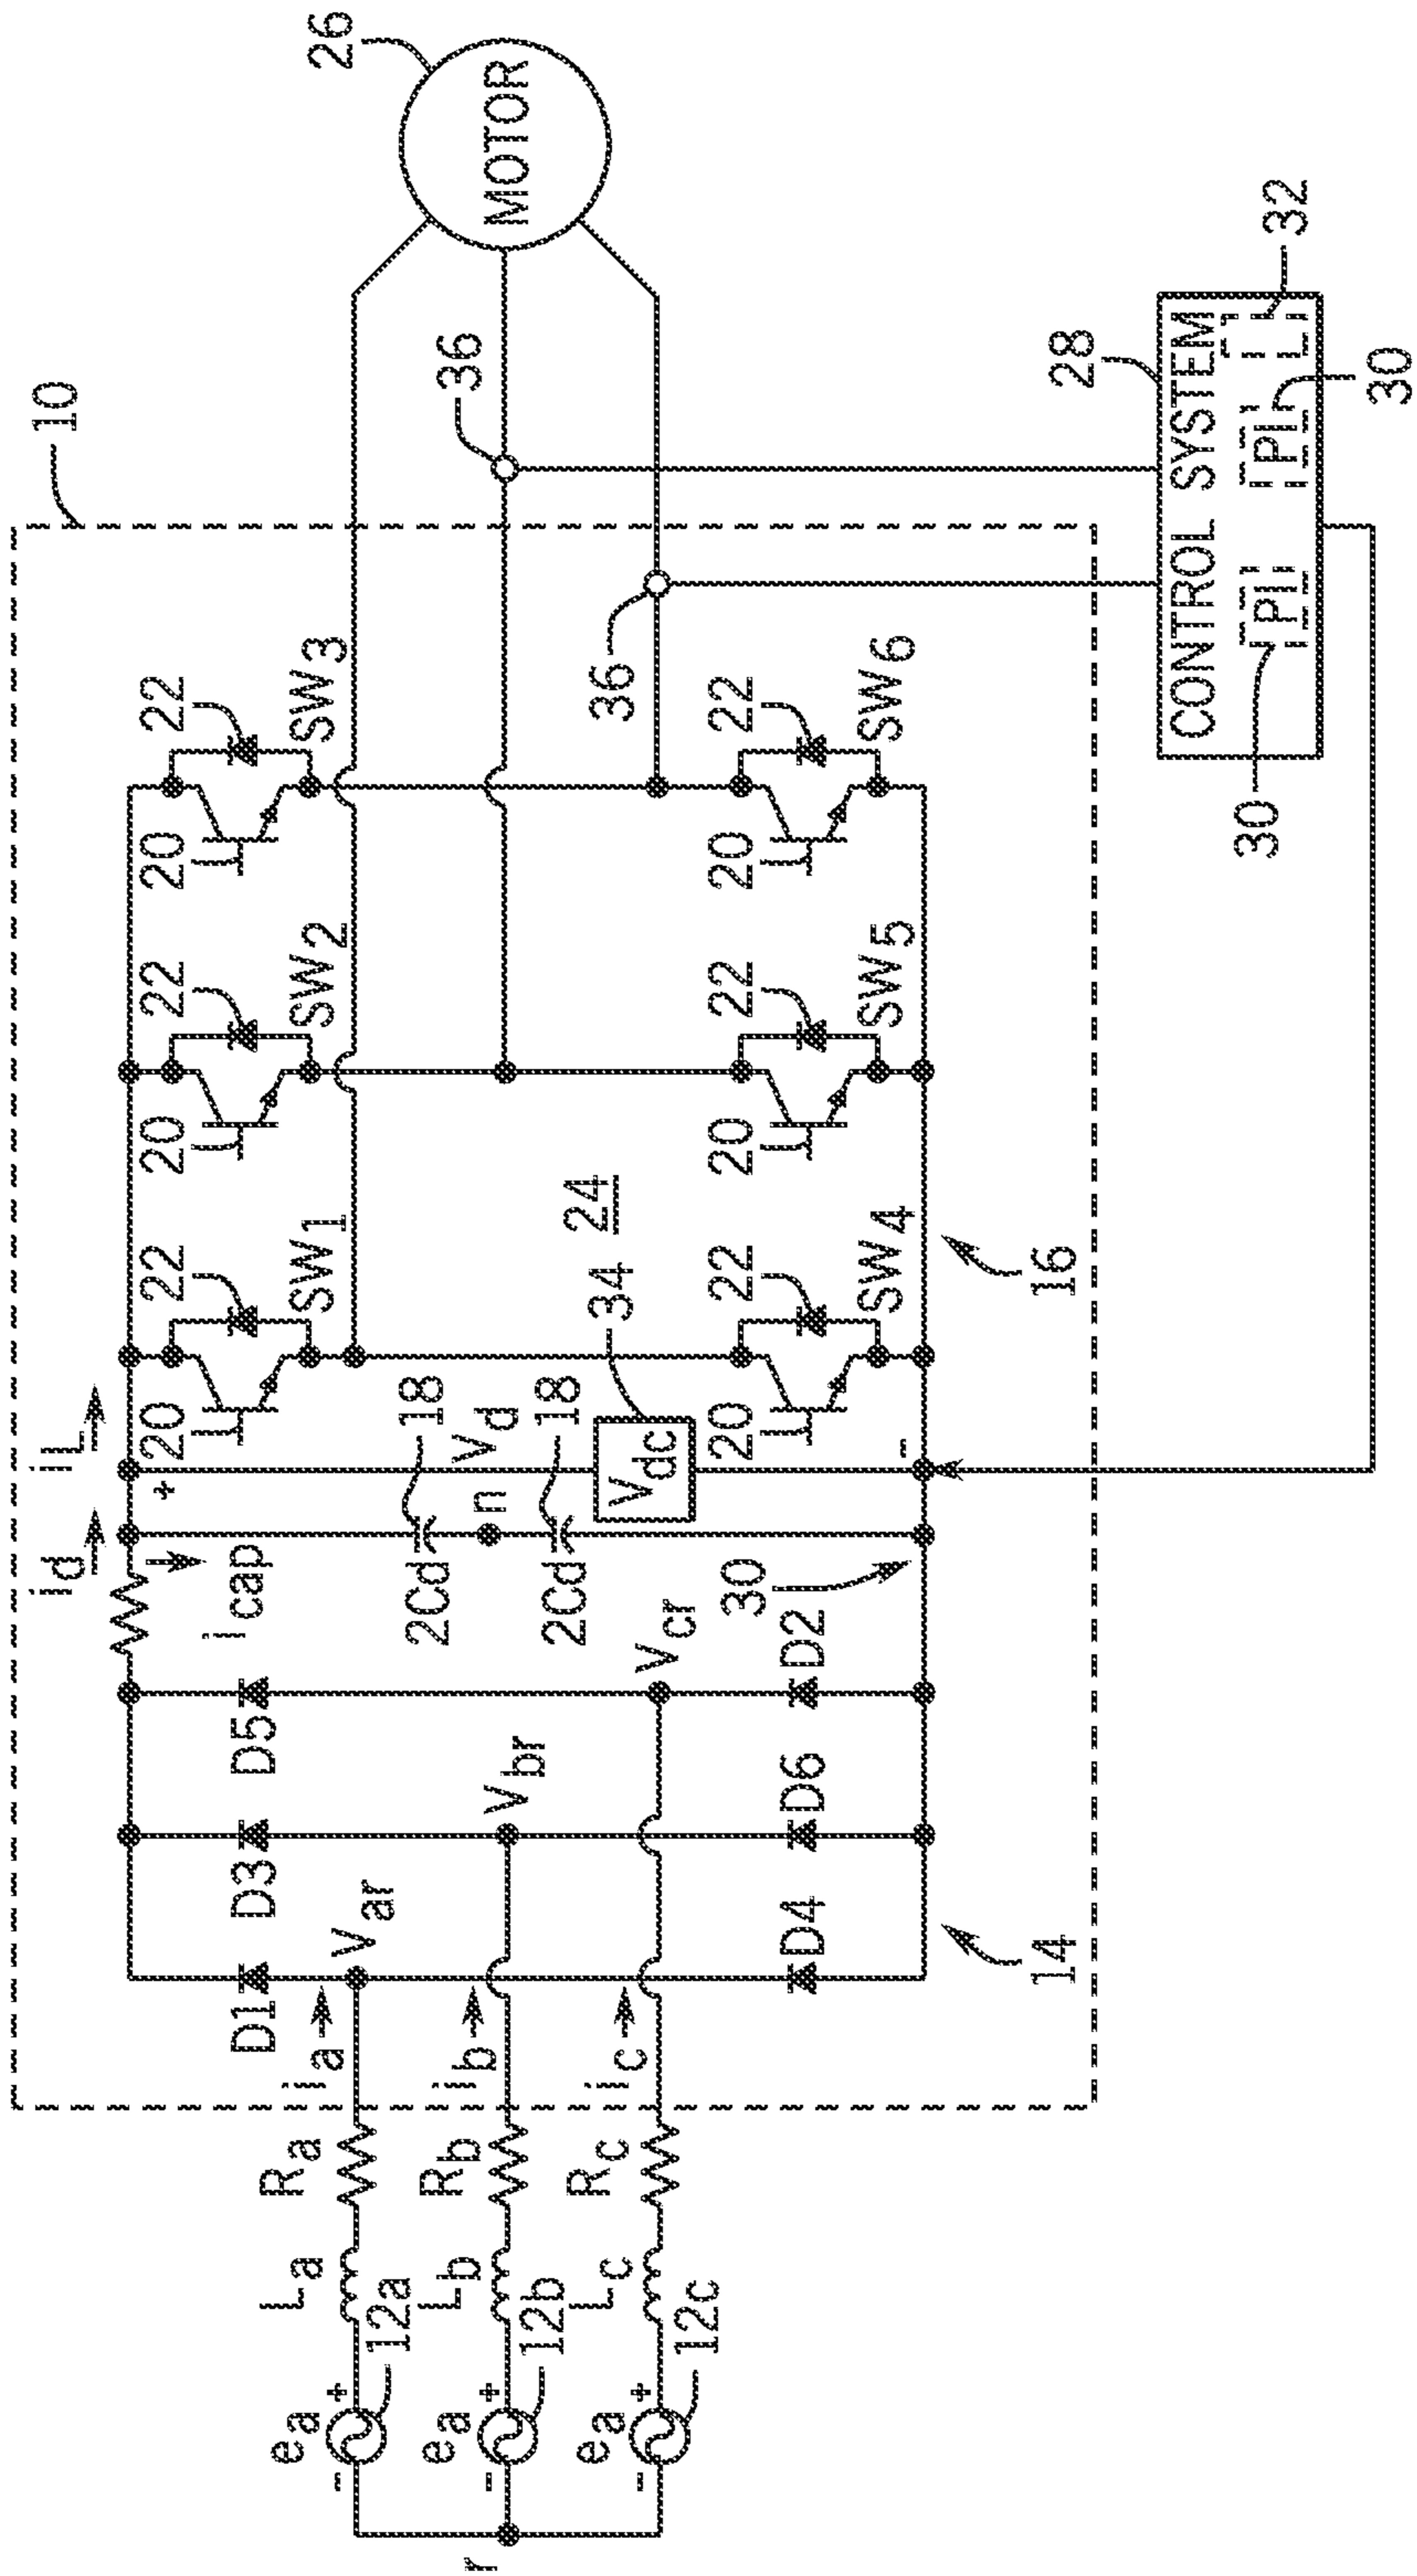 10
26
MOTOR
36
36
id
iL
+
icap
20
22
SW1
20
22
SW2
20
22
SW3
D1
D3
D5
Var
Vbr
Vcr
ia
ib
ic
2Cd
18
n
Vd
2Cd
18
34
24
Vdc
20
22
SW4
20
22
SW5
20
22
SW6
D4
D6
D2
30
-
14
16
ea
-
+
12a
La
Ra
ea
-
+
12b
Lb
Rb
ea
-
+
12c
Lc
Rc
r
28
CONTROL SYSTEM
PI
PI
30
30
32